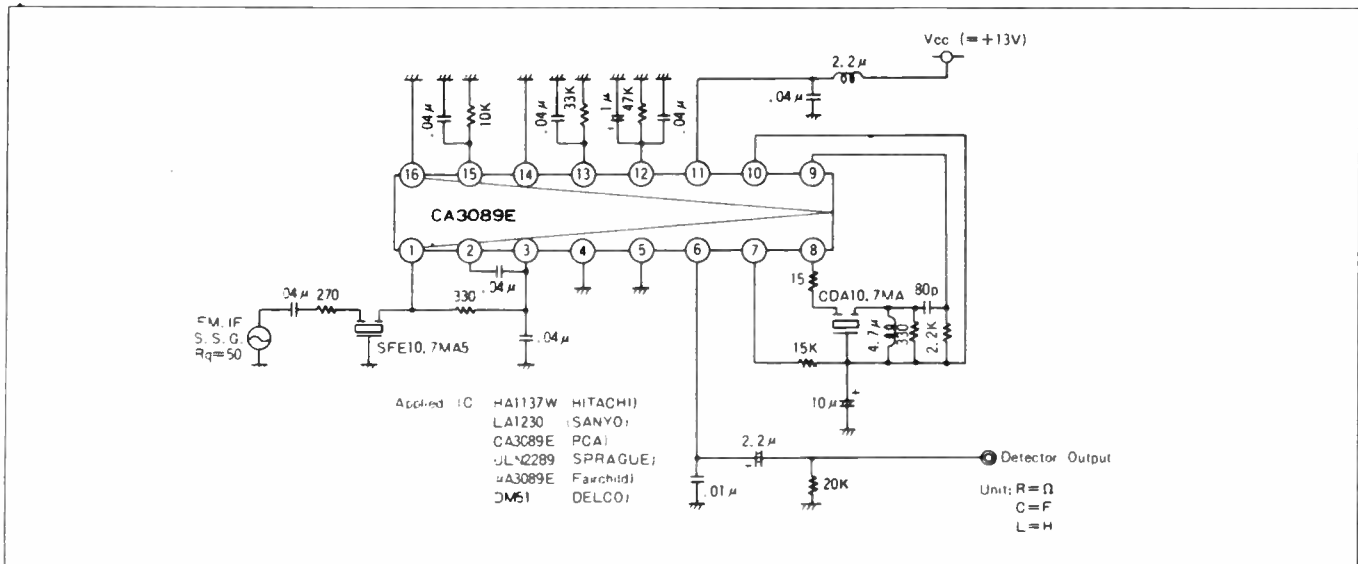 Vcc (=+13V)
2.2μ
.04μ
.04μ
10K
.04μ
33K
1μ
47K
.04μ
16
15
14
13
12
11
10
9
CA3089E
1
2
3
4
5
6
7
8
.04μ
15
CDA10.7MA
80p
4.7μ
330
2.2K
04μ
270
330
.04μ
FM.IF
S.S.G.
Rq=50
SFE10.7MA5
15K
10μ
+
Applied IC HA1137W HITACHI)
LA1230 (SANYO)
CA3089E
ULN2289 SPRAGUE)
μA3089E Fairchild)
DM51 DELCO)
2.2μ
.01μ
20K
Detector Output
Unit: R=Ω
C=F
L=H